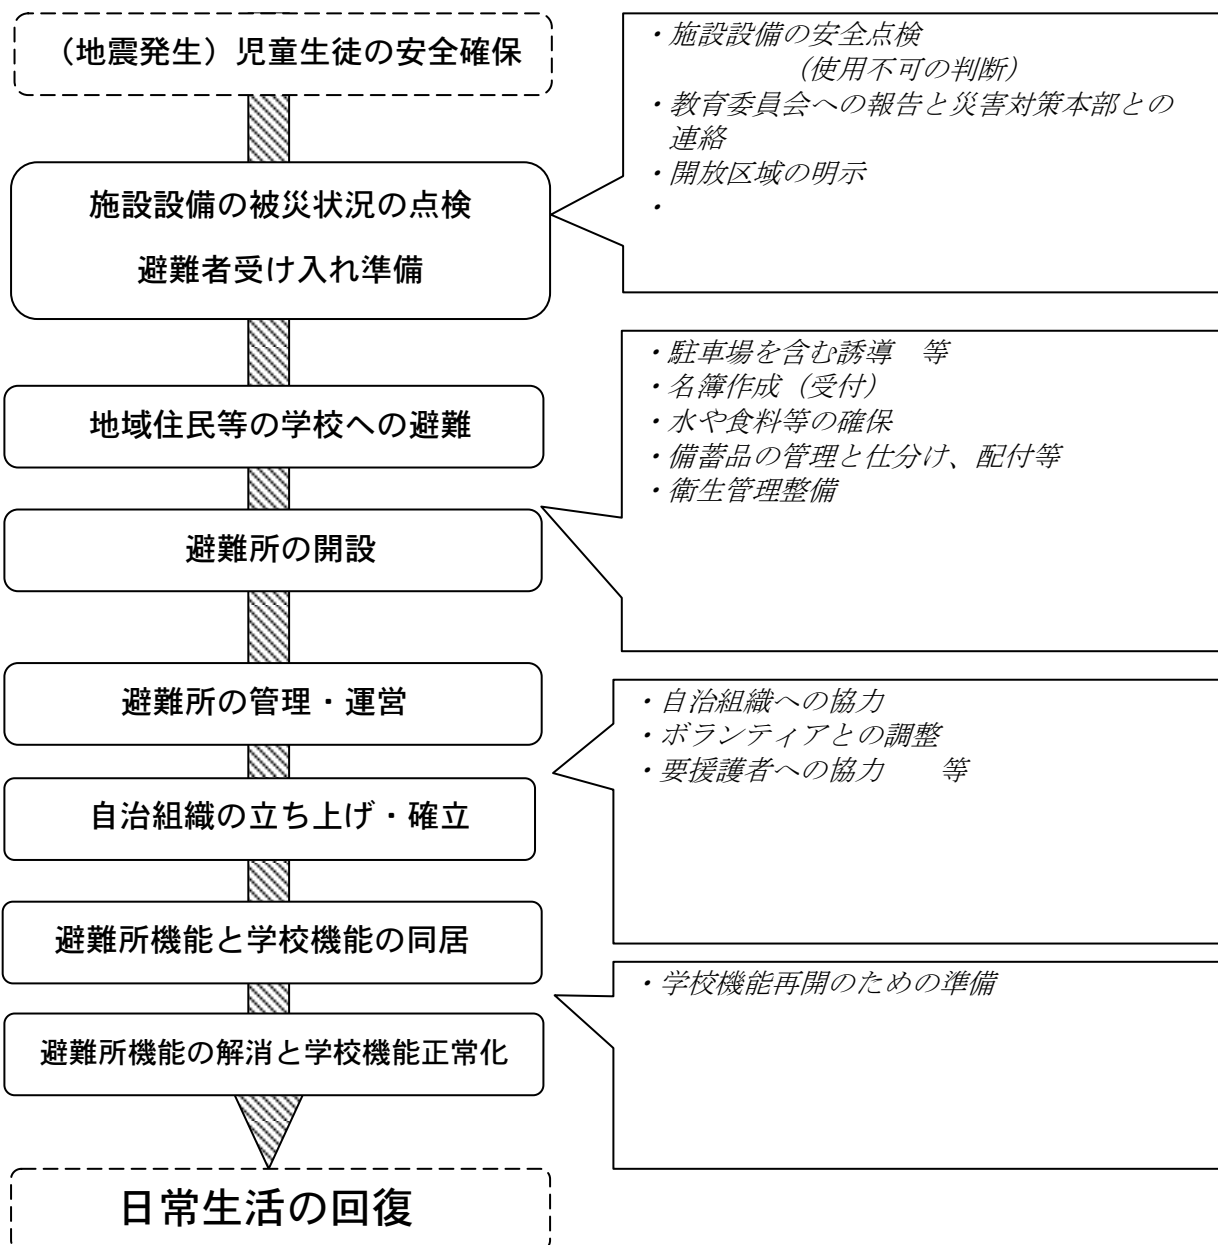 (地震発生)児童生徒の安全確保
・施設設備の安全点検
(使用不可の判断)
・教育委員会への報告と災害対策本部との
連絡
・開放区域の明示
・
施設設備の被災状況の点検
避難者受け入れ準備
・駐車場を含む誘導　等
・名簿作成(受付)
・水や食料等の確保
・備蓄品の管理と仕分け、配付等
・衛生管理整備
地域住民等の学校への避難
避難所の開設
避難所の管理・運営
・自治組織への協力
・ボランティアとの調整
・要援護者への協力　　等
自治組織の立ち上げ・確立
避難所機能と学校機能の同居
・学校機能再開のための準備
避難所機能の解消と学校機能正常化
日常生活の回復